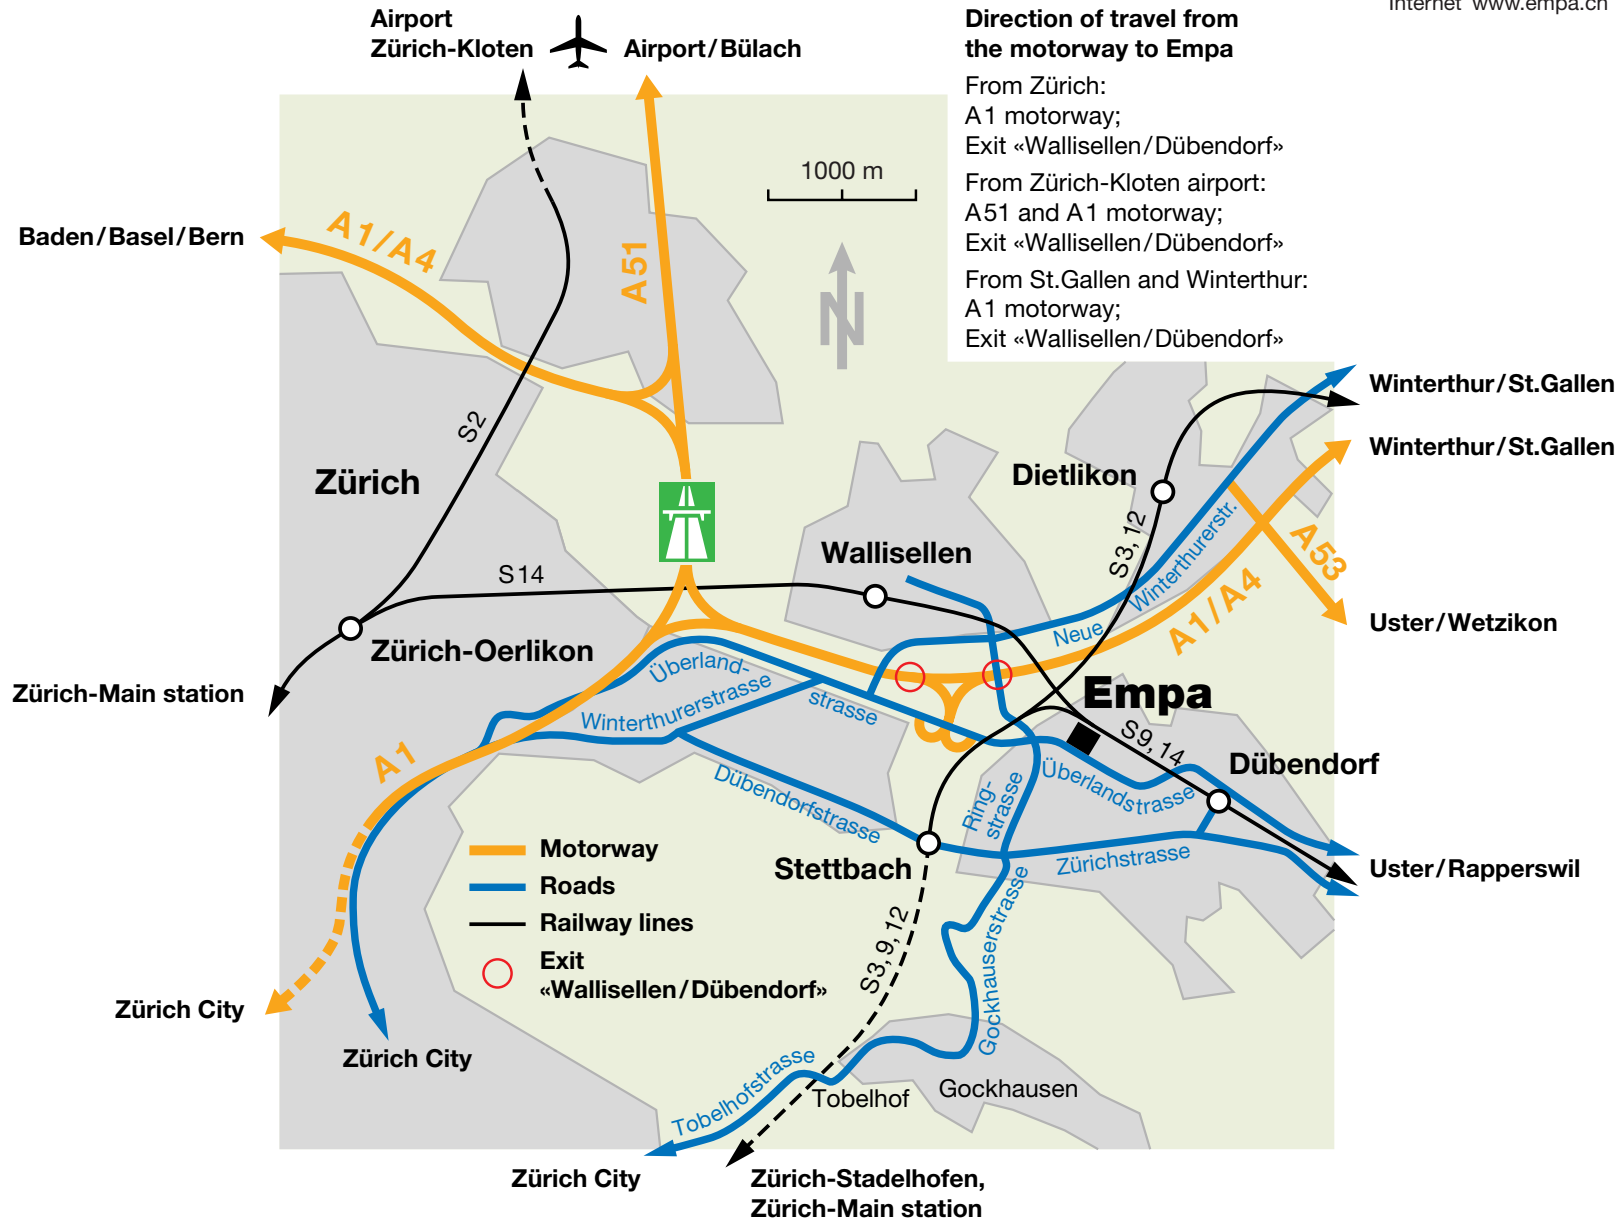 Internet www.empa.ch
Airport
Zürich-Kloten
Airport/Bülach
Direction of travel from
the motorway to Empa
From Zürich:
A1 motorway;
Exit «Wallisellen/Dübendorf»
From Zürich-Kloten airport:
A51 and A1 motorway;
Exit «Wallisellen/Dübendorf»
From St.Gallen and Winterthur:
A1 motorway;
Exit «Wallisellen/Dübendorf»
1000 m
N
Baden/Basel/Bern
A1/A4
A51
Winterthur/St.Gallen
Winterthur/St.Gallen
S2
Zürich
Dietlikon
S3, 12
Winterthurerstr.
A53
Wallisellen
S14
A1/A4
Neue
Uster/Wetzikon
Zürich-Oerlikon
Zürich-Main station
Überland-
strasse
Winterthurerstrasse
Empa
S9, 14
Dübendorf
A1
Dübendorfstrasse
Ring-
strasse
Überlandstrasse
Zürichstrasse
Stettbach
Uster/Rapperswil
Motorway
Roads
Railway lines
Exit
«Wallisellen/Dübendorf»
S3, 9, 12
Gockhauserstrasse
Zürich City
Zürich City
Tobelhofstrasse
Tobelhof
Gockhausen
Zürich City
Zürich-Stadelhofen,
Zürich-Main station